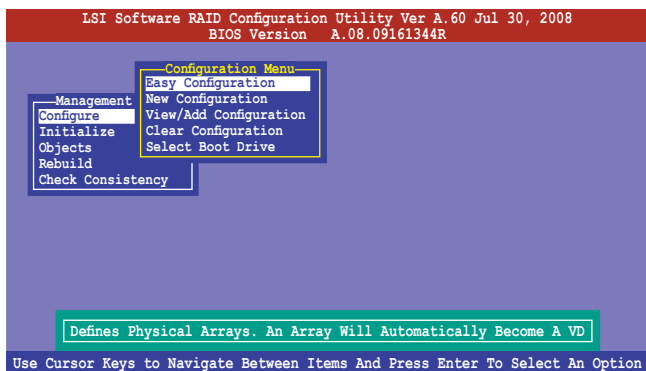 LSI Software RAID Configuration Utility Ver A.60 Jul 30, 2008
BIOS Version A.08.09161344R
Configuration Menu
Easy Configuration
New Configuration
View/Add Configuration
Clear Configuration
Select Boot Drive
Management
Configure
Initialize
Objects
Rebuild
Check Consistency
Defines Physical Arrays. An Array Will Automatically Become A VD
Use Cursor Keys to Navigate Between Items And Press Enter To Select An Option